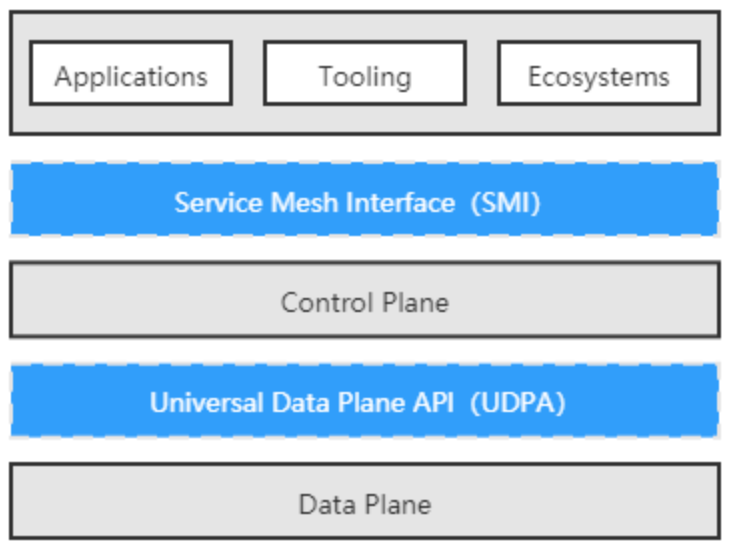 Applications Tooling Ecosystems
Service Mesh Interface（SMI）
Control Plane
Universal Data Plane API（UDPA）
Data Plane